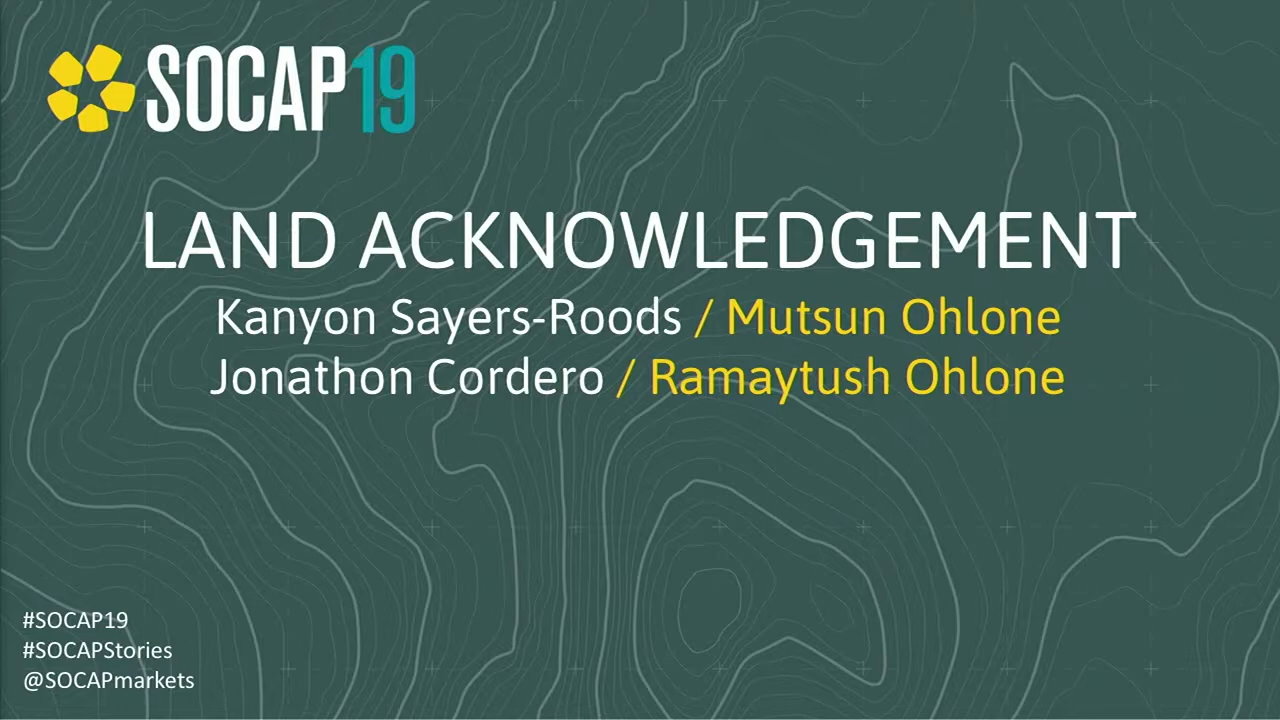 SOCAP19
LAND ACKNOWLEDGEMENT
Kanyon Sayers-Roods / Mutsun Ohlone
Jonathon Cordero / Ramaytush Ohlone
#SOCAP19
#SOCAPStories
@SOCAPmarkets